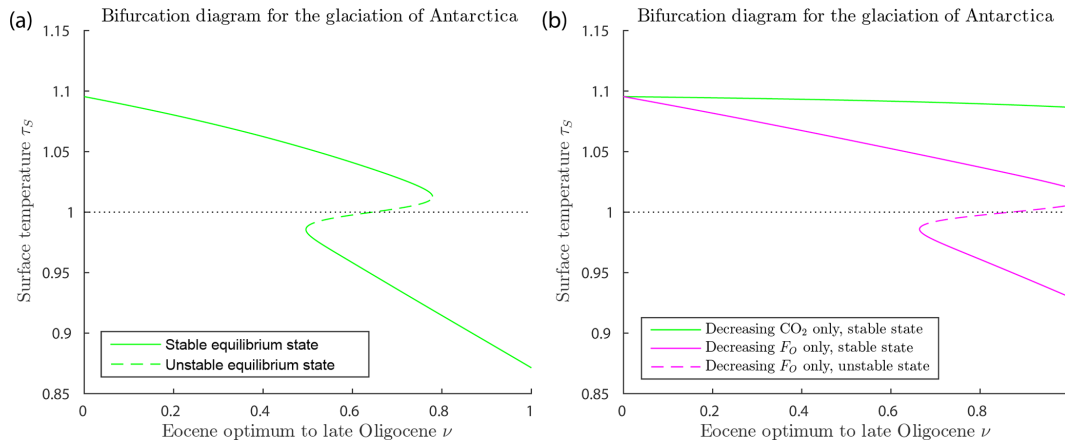 (a)
Bifurcation diagram for the glaciation of Antarctica
1.15
1.1
1.05
1
0.95
0.9
0.85
Surface temperature τ_S
Stable equilibrium state
Unstable equilibrium state
0 0.2 0.4 0.6 0.8 1
Eocene optimum to late Oligocene ν
(b)
Bifurcation diagram for the glaciation of Antarctica
1.15
1.1
1.05
1
0.95
0.9
0.85
Surface temperature τ_S
Decreasing CO₂ only, stable state
Decreasing F_O only, stable state
Decreasing F_O only, unstable state
0 0.2 0.4 0.6 0.8
Eocene optimum to late Oligocene ν